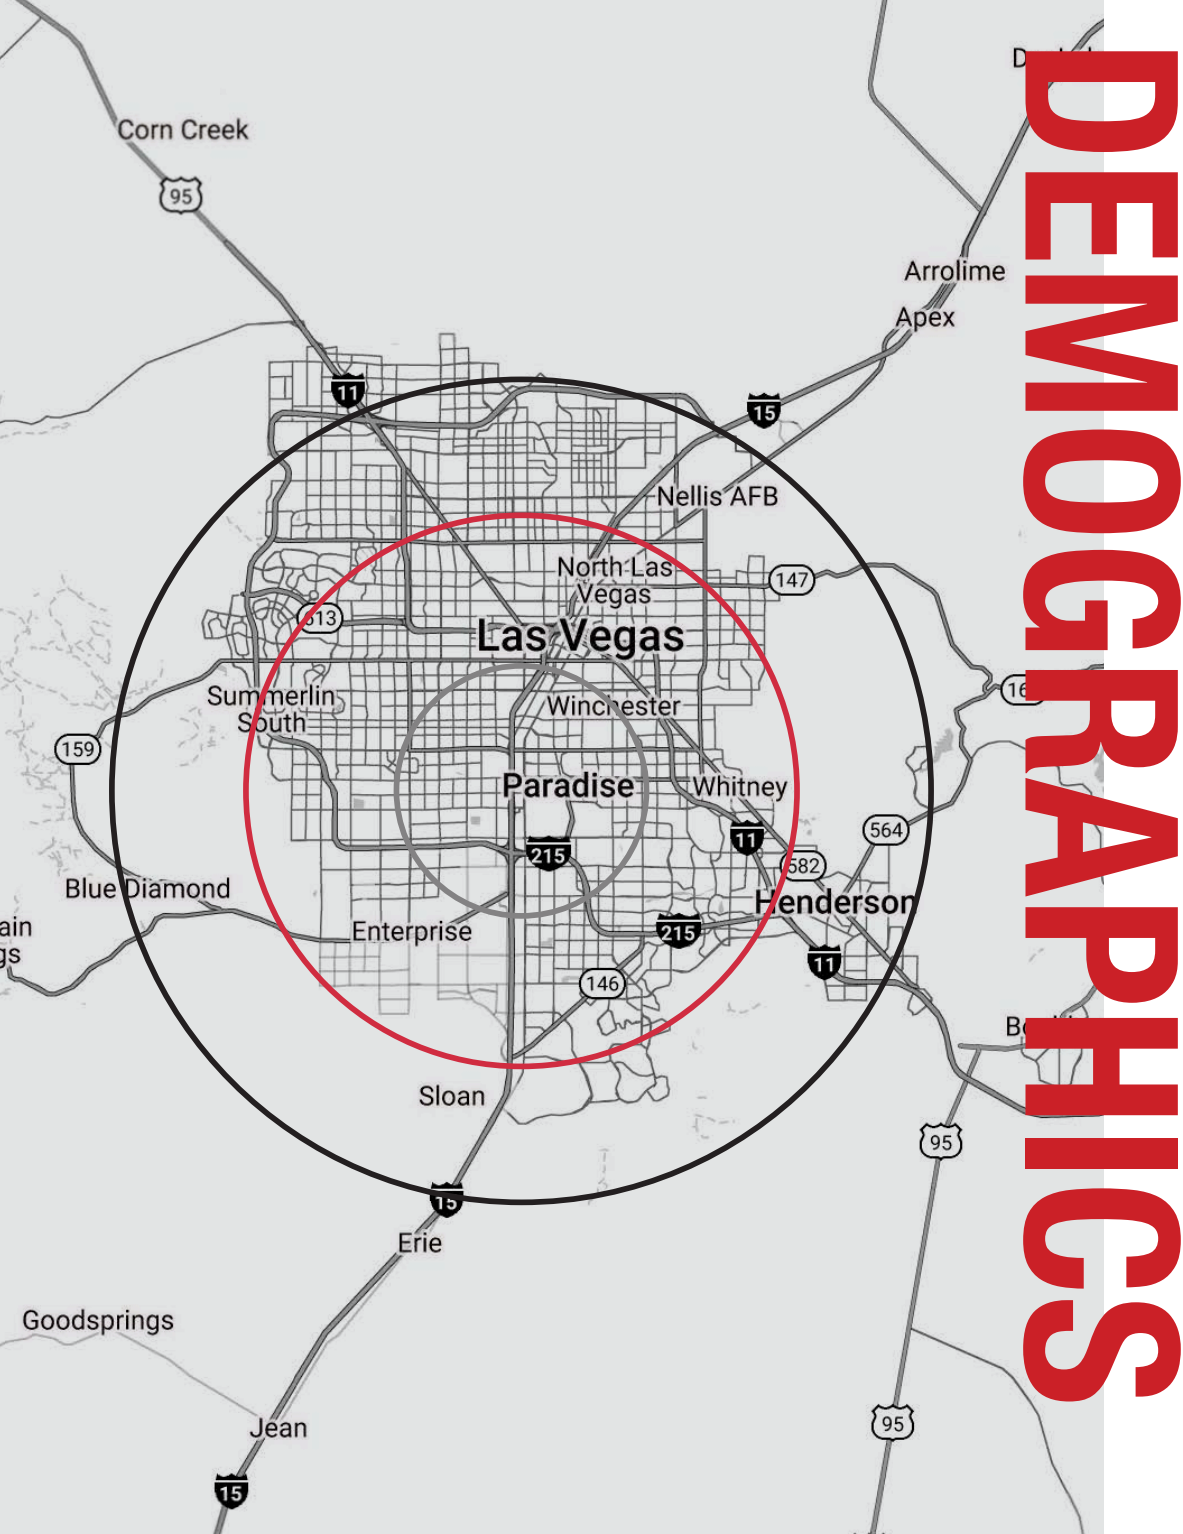 Corn Creek
95
Arrolime
Apex
11
15
Nellis AFB
North Las
Vegas
147
613
Las Vegas
Summerlin
South
Winchester
159
Paradise
Whitney
11
564
215
582
Blue Diamond
Henderson
Enterprise
215
11
146
Sloan
95
15
Erie
Goodsprings
95
Jean
15
DEMOGRAPHICS